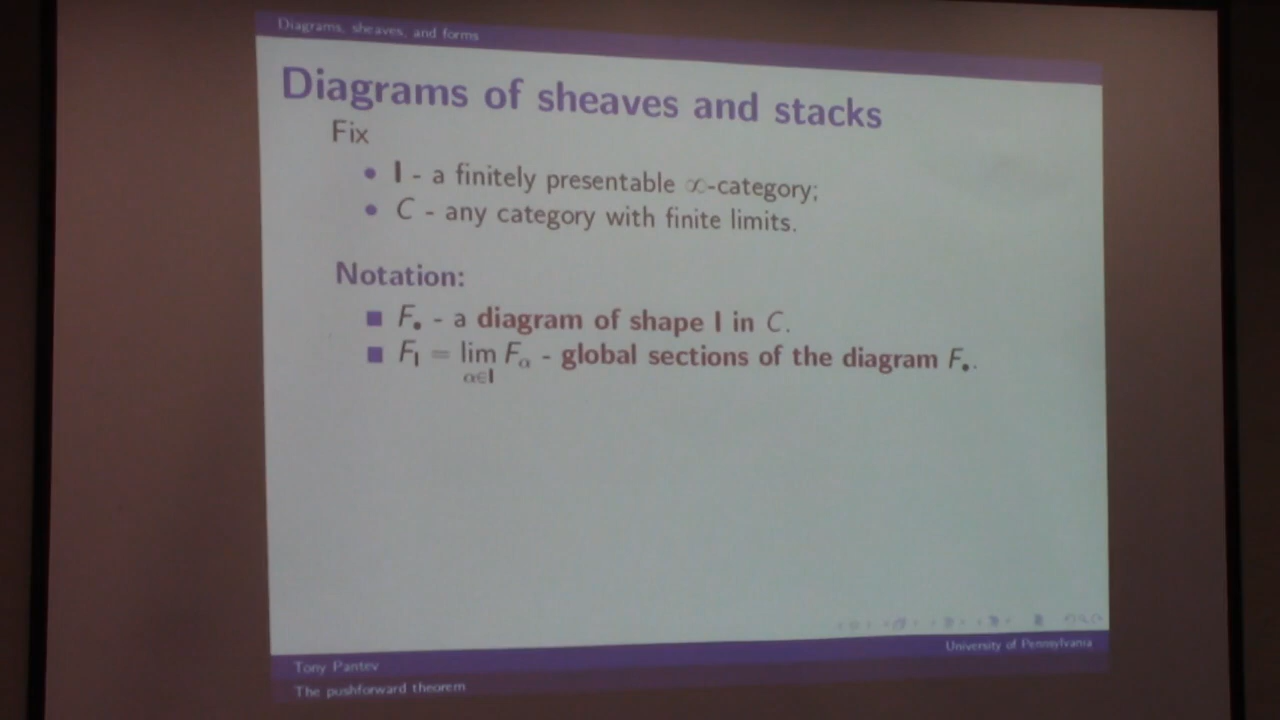 Diagrams, sheaves, and forms
Diagrams of sheaves and stacks
Fix
• I - a finitely presentable ∞-category;
• C - any category with finite limits.
Notation:
■ F• - a diagram of shape I in C.
■ F_I = lim F_α - global sections of the diagram F•.
α∈I
University of Pennsylvania
Tony Pantev
The pushforward theorem